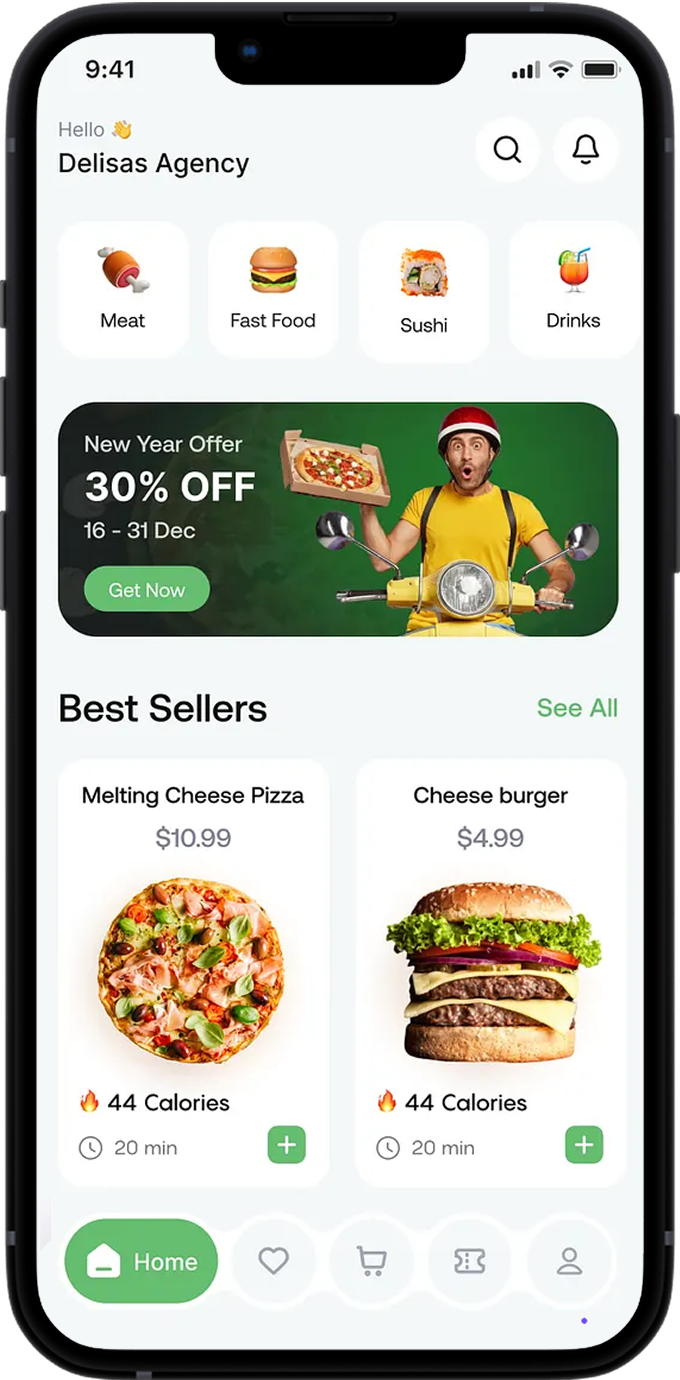 9:41
Hello 👋
Delisas Agency
Meat
Fast Food
Sushi
Drinks
New Year Offer
30% OFF
16 - 31 Dec
Get Now
Best Sellers
See All
Melting Cheese Pizza
$10.99
🔥 44 Calories
20 min
Cheese burger
$4.99
🔥 44 Calories
20 min
Home